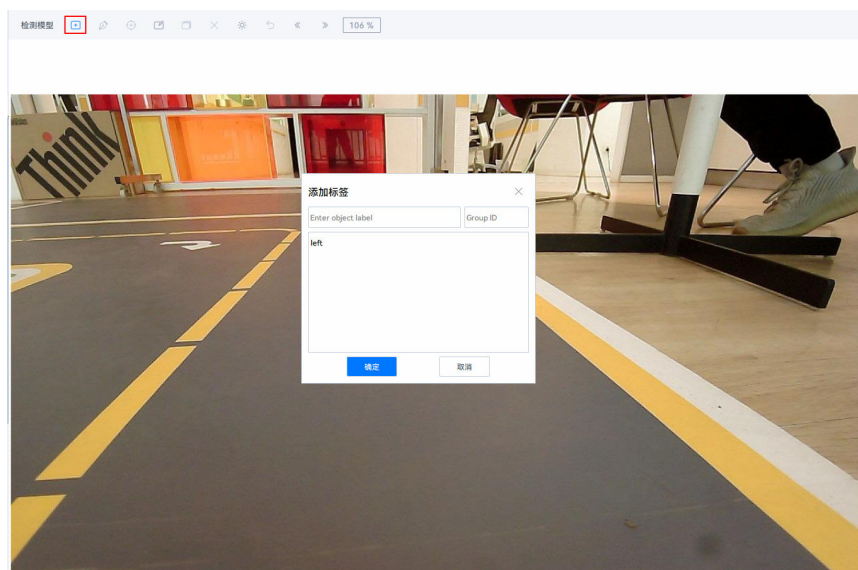 检测模型
106 %
Think
添加标签
Enter object label
Group ID
left
确定
取消